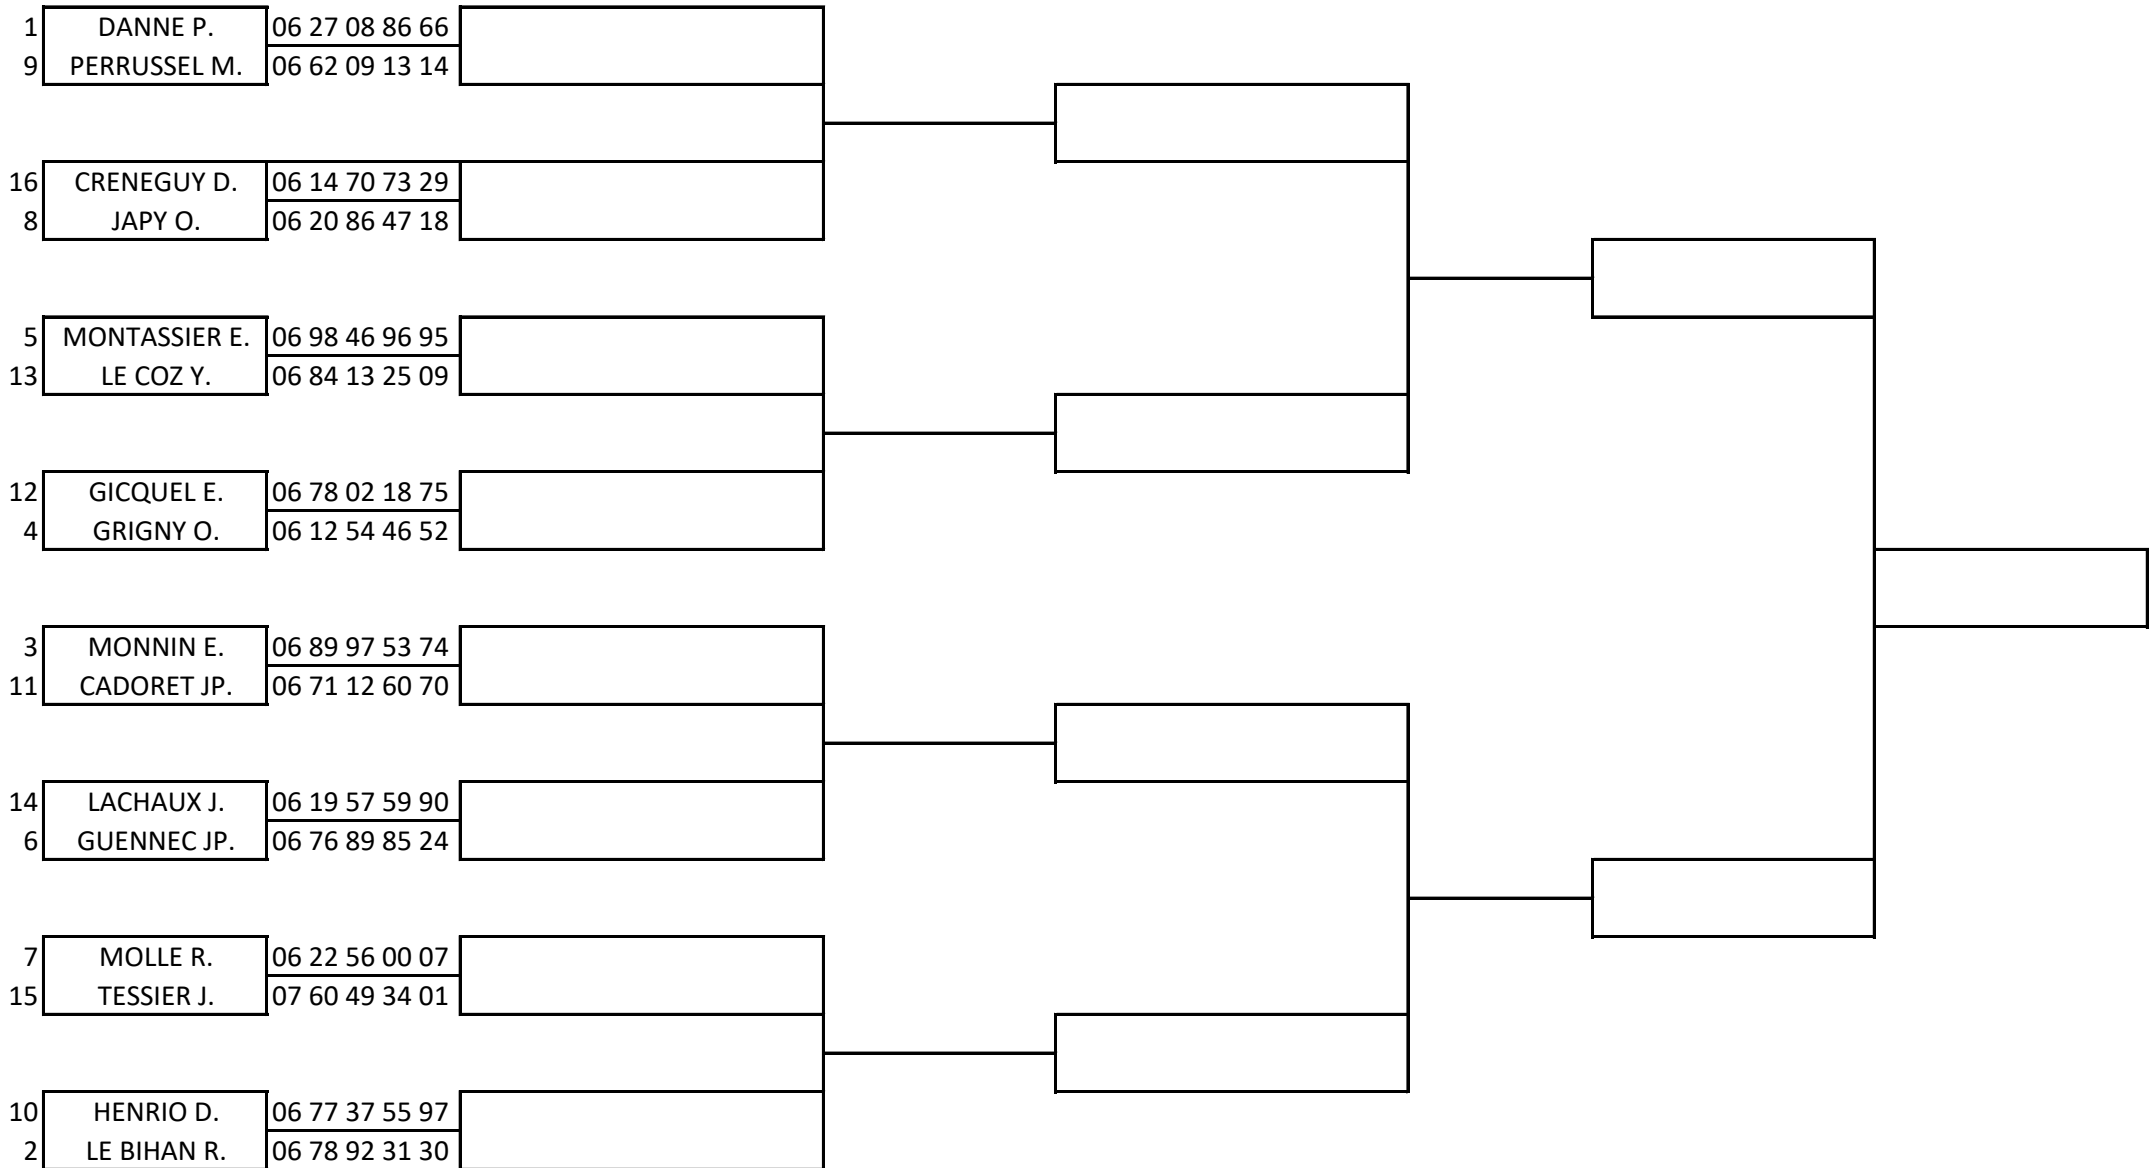 1 DANNE P. 06 27 08 86 66
9 PERRUSSEL M. 06 62 09 13 14
16 CRENEGUY D. 06 14 70 73 29
8 JAPY O. 06 20 86 47 18
5 MONTASSIER E. 06 98 46 96 95
13 LE COZ Y. 06 84 13 25 09
12 GICQUEL E. 06 78 02 18 75
4 GRIGNY O. 06 12 54 46 52
3 MONNIN E. 06 89 97 53 74
11 CADORET JP. 06 71 12 60 70
14 LACHAUX J. 06 19 57 59 90
6 GUENNEC JP. 06 76 89 85 24
7 MOLLE R. 06 22 56 00 07
15 TESSIER J. 07 60 49 34 01
10 HENRIO D. 06 77 37 55 97
2 LE BIHAN R. 06 78 92 31 30